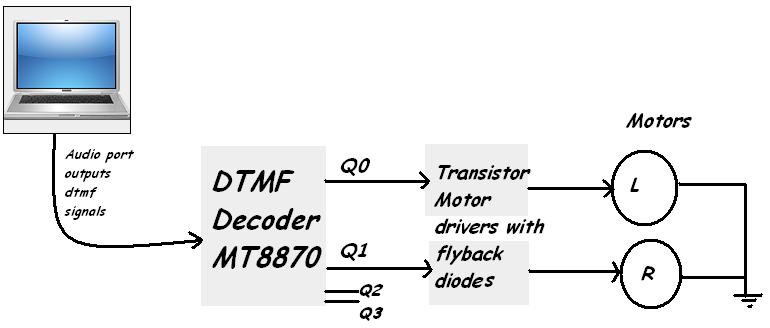 Audio port
outputs
dtmf
signals
DTMF
Decoder
MT8870
Q0
Q1
Q2
Q3
Transistor
Motor
drivers with
flyback
diodes
Motors
L
R